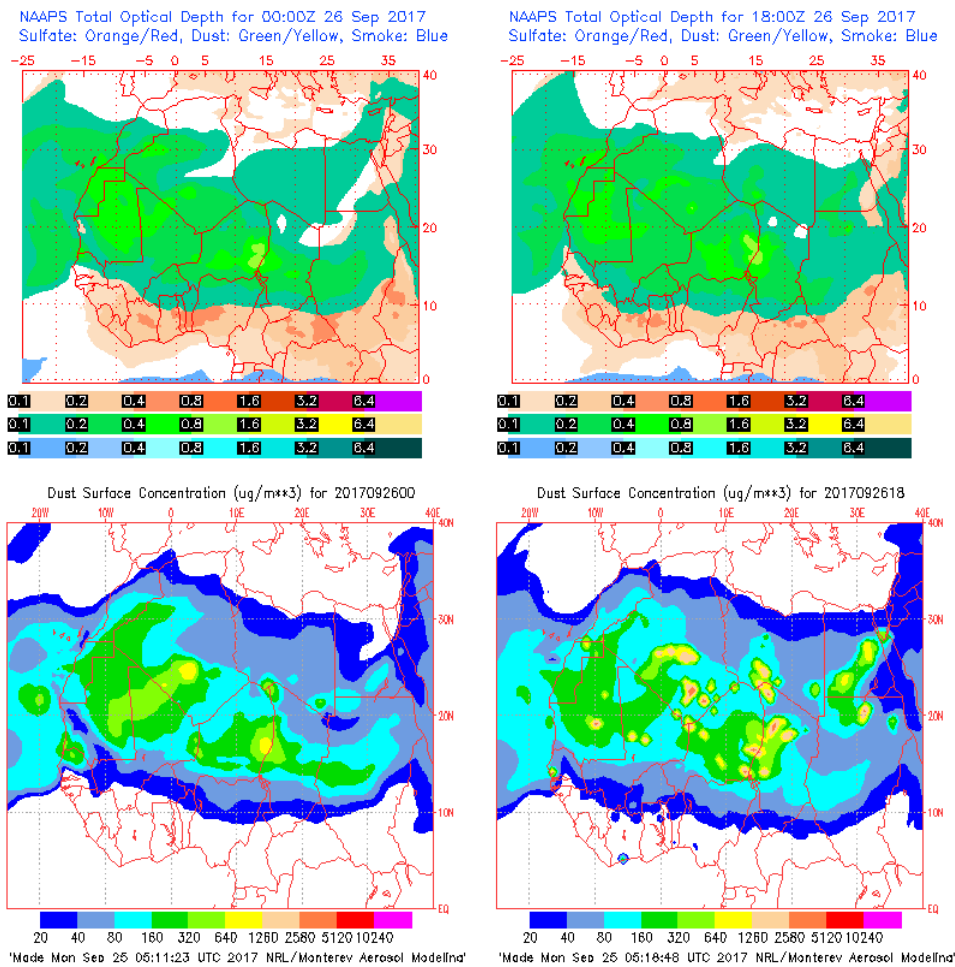 NAAPS Total Optical Depth for 00:00Z 26 Sep 2017
Sulfate: Orange/Red, Dust: Green/Yellow, Smoke: Blue
-25 -15 -5 0 5 15 25 35
40
30
20
10
0
0.1 0.2 0.4 0.8 1.6 3.2 6.4
0.1 0.2 0.4 0.8 1.6 3.2 6.4
0.1 0.2 0.4 0.8 1.6 3.2 6.4
NAAPS Total Optical Depth for 18:00Z 26 Sep 2017
Sulfate: Orange/Red, Dust: Green/Yellow, Smoke: Blue
-25 -15 -5 0 5 15 25 35
40
30
20
10
0
0.1 0.2 0.4 0.8 1.6 3.2 6.4
0.1 0.2 0.4 0.8 1.6 3.2 6.4
0.1 0.2 0.4 0.8 1.6 3.2 6.4
Dust Surface Concentration (ug/m**3) for 2017092600
20W 10W 0 10E 20E 30E 40E
40N
30N
20N
10N
EQ
20 40 80 160 320 640 1260 2580 5120 10240
'Made Mon Sep 25 05:11:23 UTC 2017 NRL/Monterey Aerosol Modeling'
Dust Surface Concentration (ug/m**3) for 2017092618
20W 10W 0 10E 20E 30E 40E
40N
30N
20N
10N
EQ
20 40 80 160 320 640 1260 2580 5120 10240
'Made Mon Sep 25 05:18:48 UTC 2017 NRL/Monterey Aerosol Modeling'